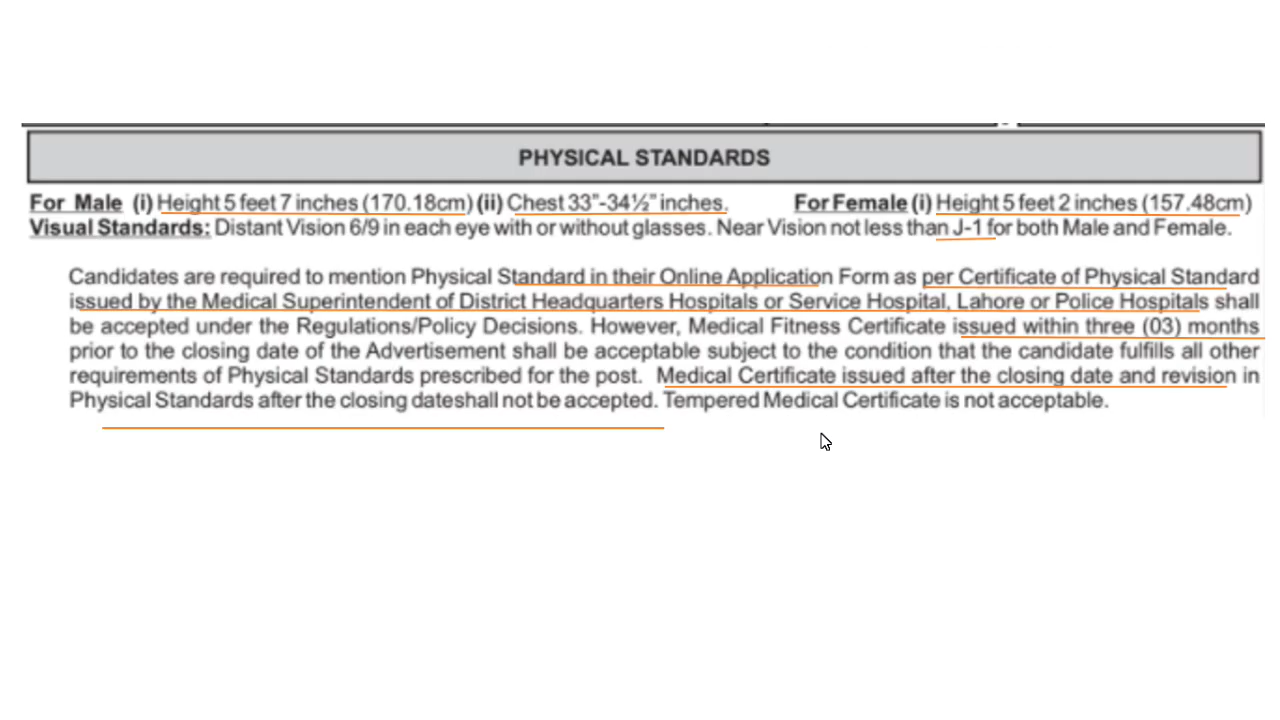 PHYSICAL STANDARDS
For Male (i) Height 5 feet 7 inches (170.18cm) (ii) Chest 33”-34½” inches. For Female (i) Height 5 feet 2 inches (157.48cm)
Visual Standards: Distant Vision 6/9 in each eye with or without glasses. Near Vision not less than J-1 for both Male and Female.
Candidates are required to mention Physical Standard in their Online Application Form as per Certificate of Physical Standard
issued by the Medical Superintendent of District Headquarters Hospitals or Service Hospital, Lahore or Police Hospitals shall
be accepted under the Regulations/Policy Decisions. However, Medical Fitness Certificate issued within three (03) months
prior to the closing date of the Advertisement shall be acceptable subject to the condition that the candidate fulfills all other
requirements of Physical Standards prescribed for the post. Medical Certificate issued after the closing date and revision in
Physical Standards after the closing dateshall not be accepted. Tempered Medical Certificate is not acceptable.